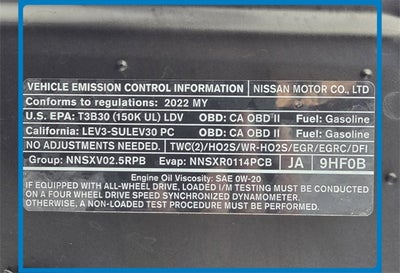 VEHICLE EMISSION CONTROL INFORMATION NISSAN MOTOR CO., LTD
Conforms to regulations: 2022 MY
U.S. EPA: T3B30 (150K UL) LDV OBD: CA OBD II Fuel: Gasoline
California: LEV3-SULEV30 PC OBD: CA OBD II Fuel: Gasoline
NO ADJUSTMENTS NEEDED. TWC(2)/HO2S/WR-HO2S/EGR/EGRC/DFI
Group: NNSXV02.5RPB Evap: NNSXR0114PCB JA 9HF0B
Engine Oil Viscosity: SAE 0W-20
IF EQUIPPED WITH ALL-WHEEL DRIVE, LOADED I/M TESTING MUST BE CONDUCTED
ON A FOUR WHEEL DRIVE SPEED SYNCHRONIZED DYNAMOMETER.
OTHERWISE, A NON-LOADED TEST PROCEDURE MUST BE PERFORMED.